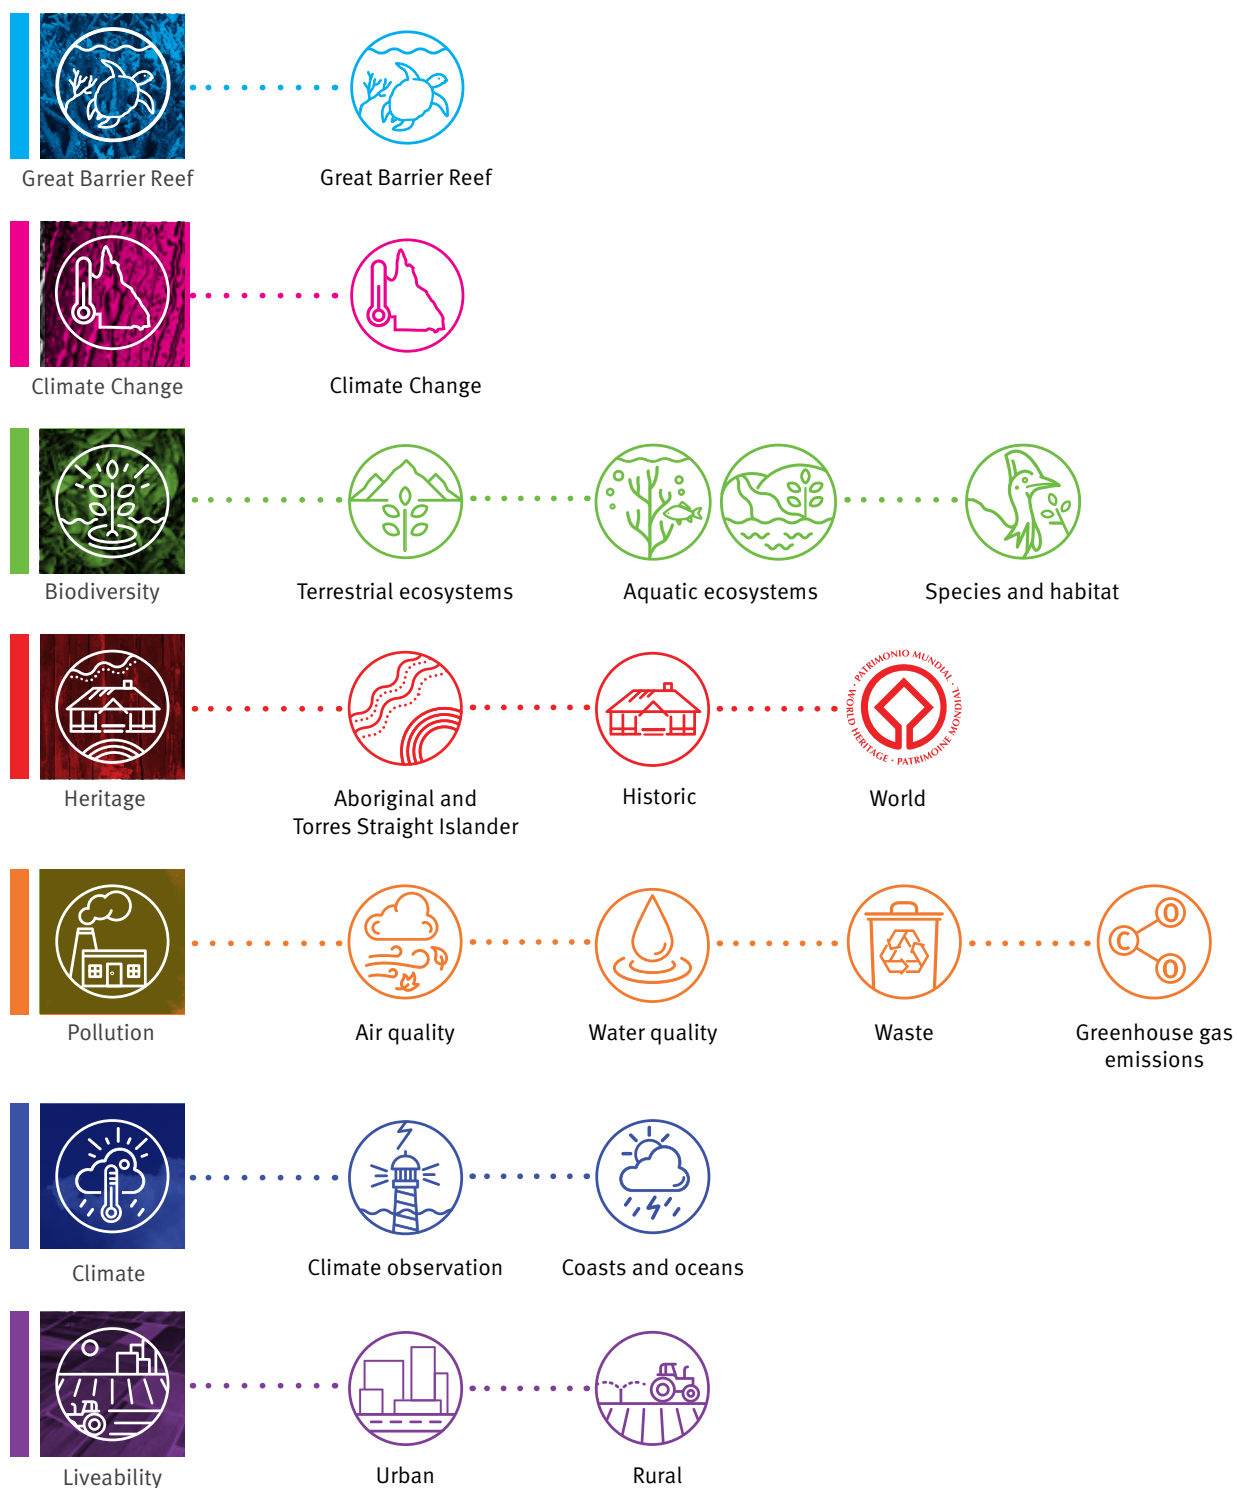 Great Barrier Reef
Great Barrier Reef
Climate Change
Climate Change
Biodiversity
Terrestrial ecosystems
Aquatic ecosystems
Species and habitat
Heritage
Aboriginal and
Torres Straight Islander
Historic
WORLD HERITAGE · PATRIMOINE MONDIAL · PATRIMONIO MUNDIAL ·
World
Pollution
Air quality
Water quality
Waste
C
O
O
Greenhouse gas
emissions
Climate
Climate observation
Coasts and oceans
Liveability
Urban
Rural